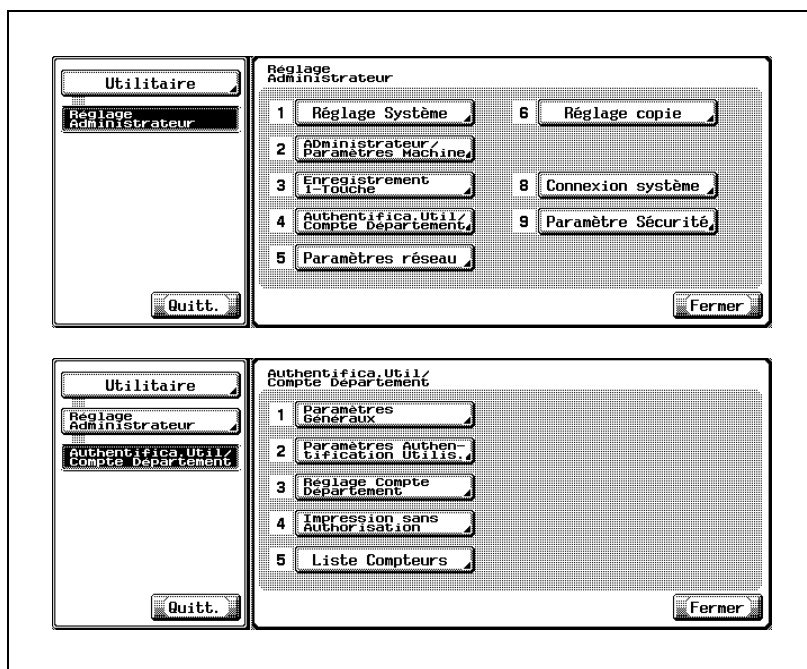 Utilitaire
Réglage
Administrateur
Quitt.
Réglage
Administrateur
1 Réglage Système
2 ADministrateur/
Paramètres Machine
3 Enregistrement
1-Touche
4 Authentifica.Util/
Compte Département
5 Paramètres réseau
6 Réglage copie
8 Connexion système
9 Paramètre Sécurité
Fermer
Utilitaire
Réglage
Administrateur
Authentifica.Util/
Compte Département
Quitt.
Authentifica.Util/
Compte Département
1 Paramètres
Généraux
2 Paramètres Authen-
tification Utilis.
3 Réglage Compte
Département
4 Impression sans
Authorisation
5 Liste Compteurs
Fermer